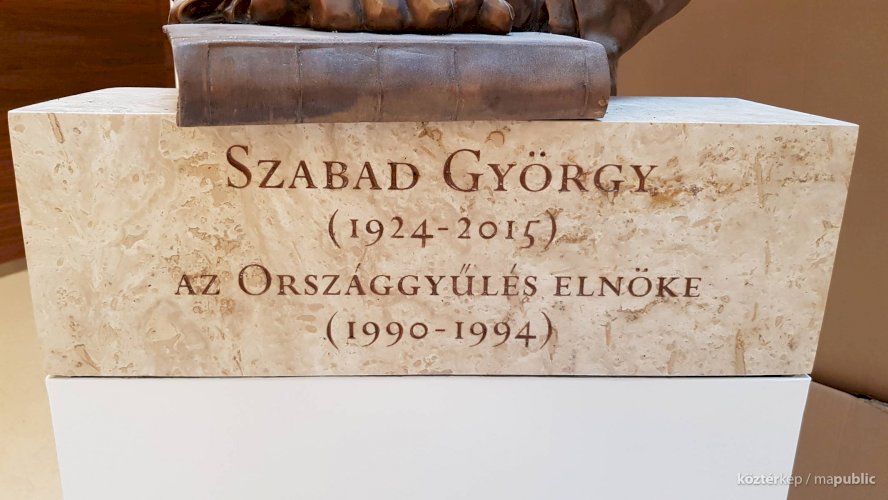 SZABAD GYÖRGY
(1924-2015)
AZ ORSZÁGGYŰLÉS ELNÖKE
(1990-1994)
köztérkép / mapublic